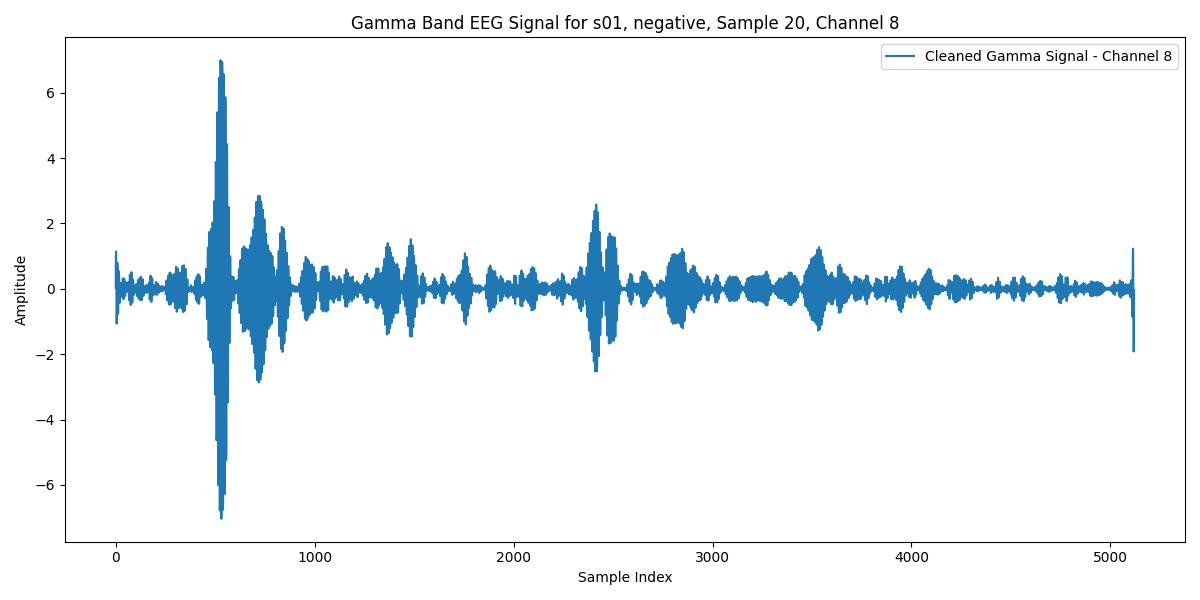 Gamma Band EEG Signal for s01, negative, Sample 20, Channel 8
Cleaned Gamma Signal - Channel 8
6
4
2
0
−2
−4
−6
Amplitude
0 1000 2000 3000 4000 5000
Sample Index